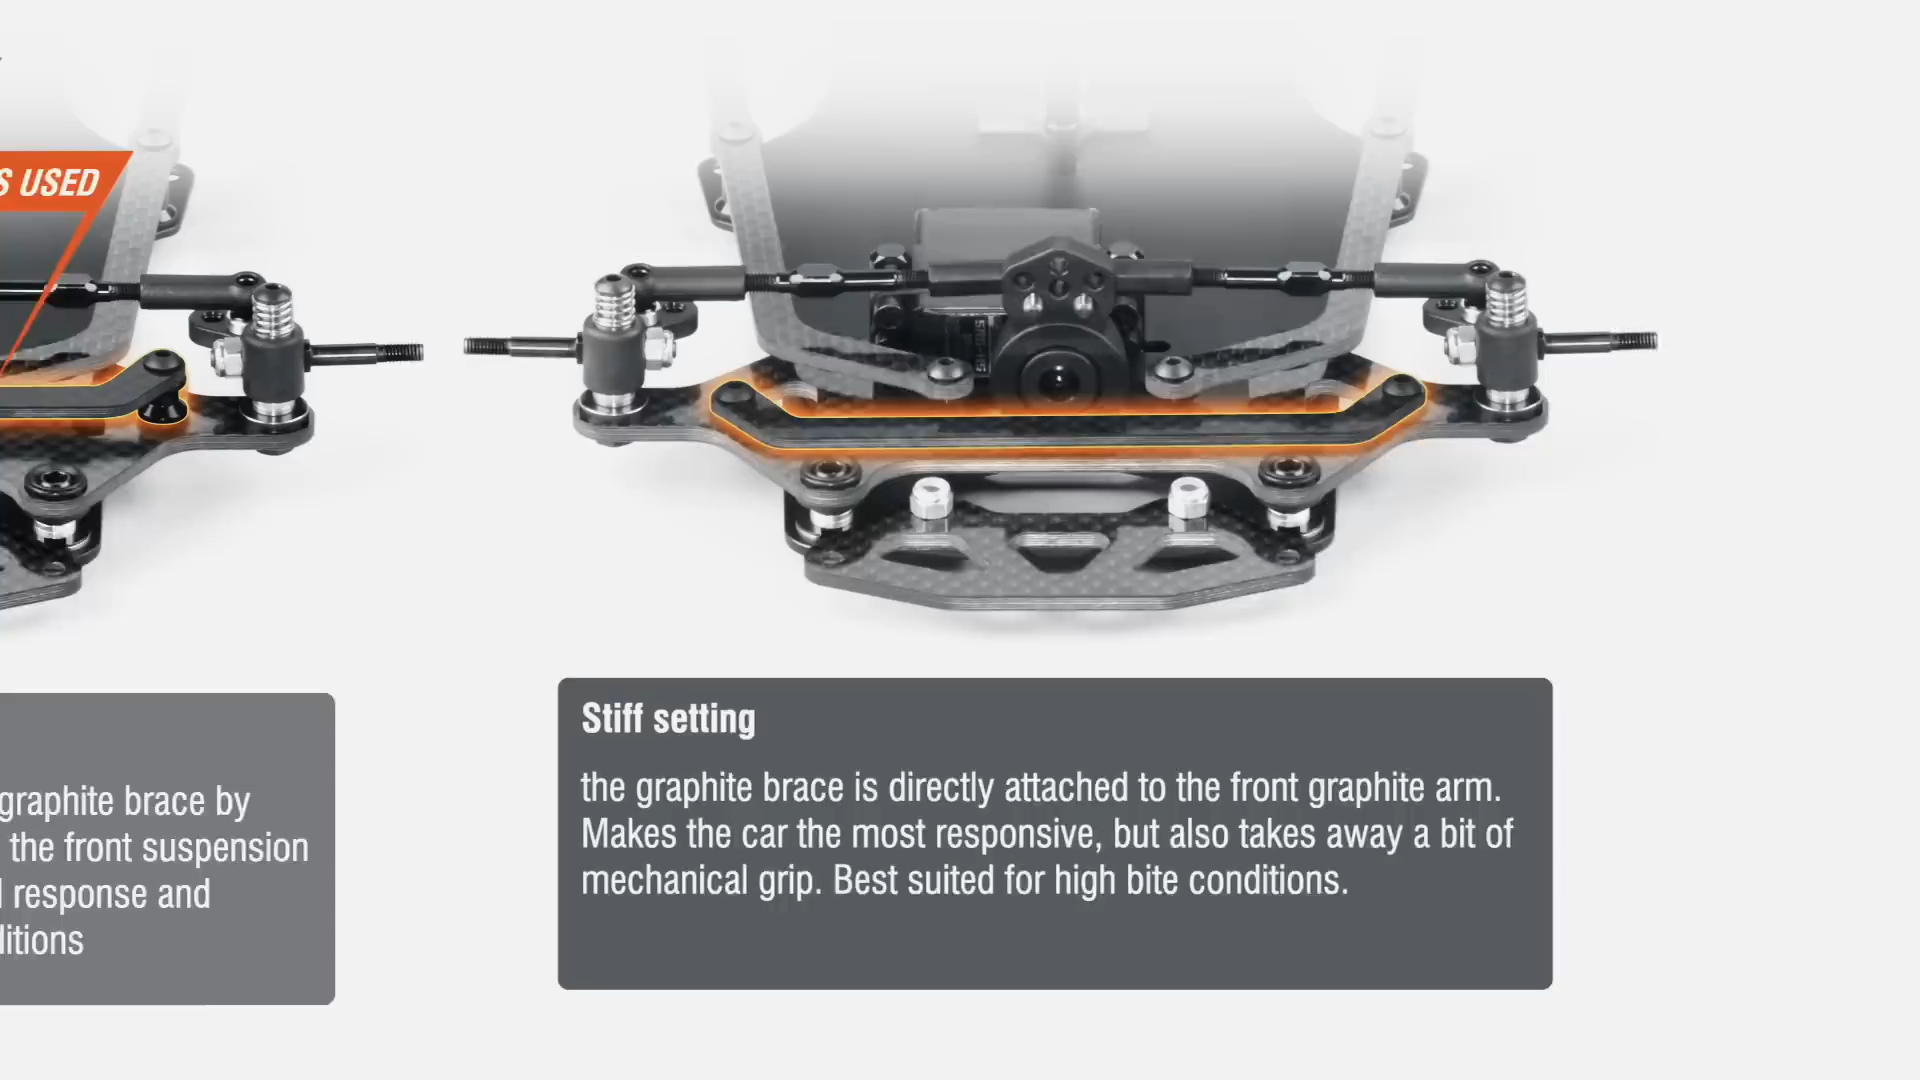 USED
graphite brace by
the front suspension
response and
Stiff setting
the graphite brace is directly attached to the front graphite arm.
Makes the car the most responsive, but also takes away a bit of
mechanical grip. Best suited for high bite conditions.